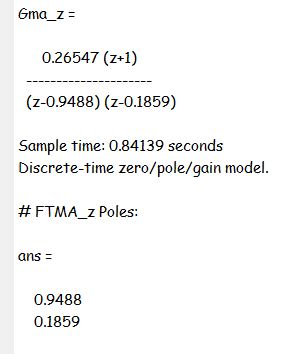 Gma_z =
0.26547 (z+1)
---------------------
(z-0.9488) (z-0.1859)
Sample time: 0.84139 seconds
Discrete-time zero/pole/gain model.
# FTMA_z Poles:
ans =
0.9488
0.1859